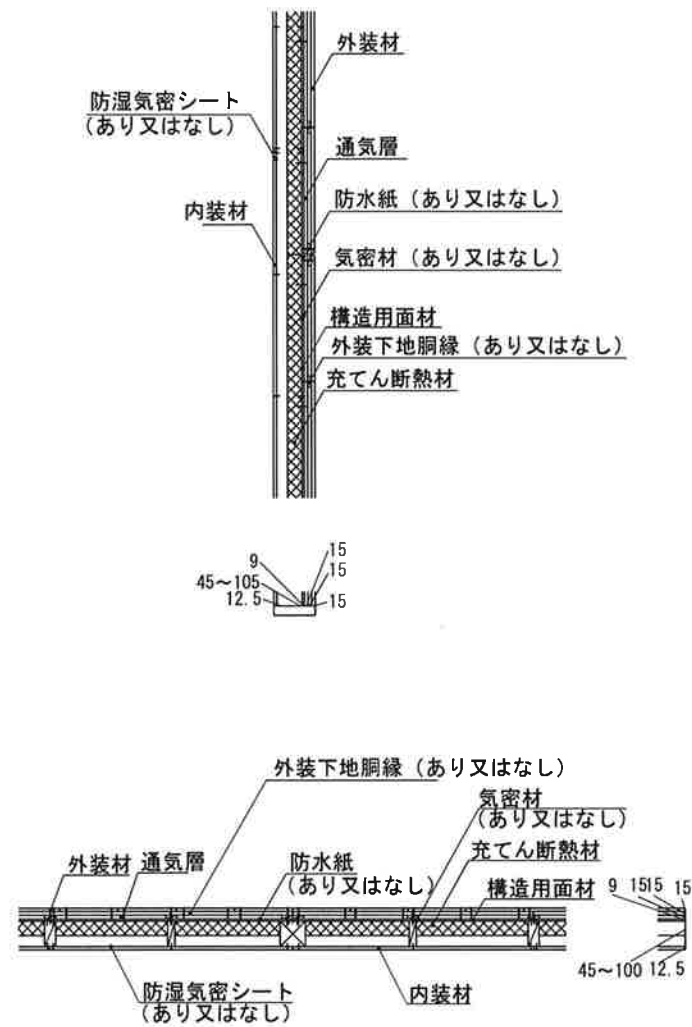 外装材
防湿気密シート
(あり又はなし)
通気層
防水紙（あり又はなし）
内装材
気密材（あり又はなし）
構造用面材
外装下地胴縁（あり又はなし）
充てん断熱材
9
15
15
45～105
12.5
15
外装下地胴縁（あり又はなし）
気密材
(あり又はなし)
充てん断熱材
外装材
通気層
防水紙
(あり又はなし)
構造用面材
9 1515 15
45～100 12.5
防湿気密シート
(あり又はなし)
内装材